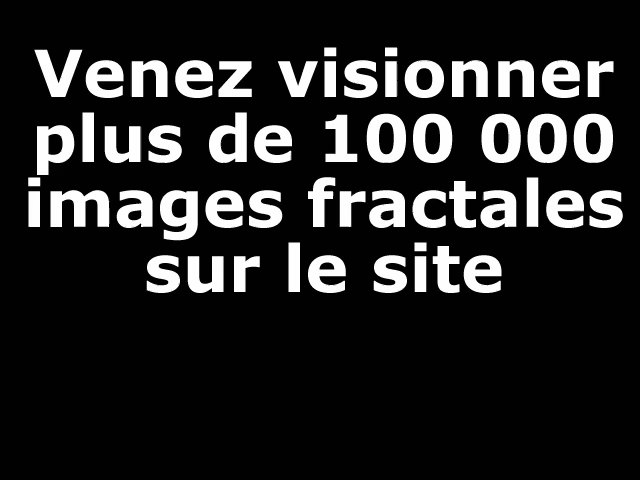 Venez visionner
plus de 100 000
images fractales
sur le site